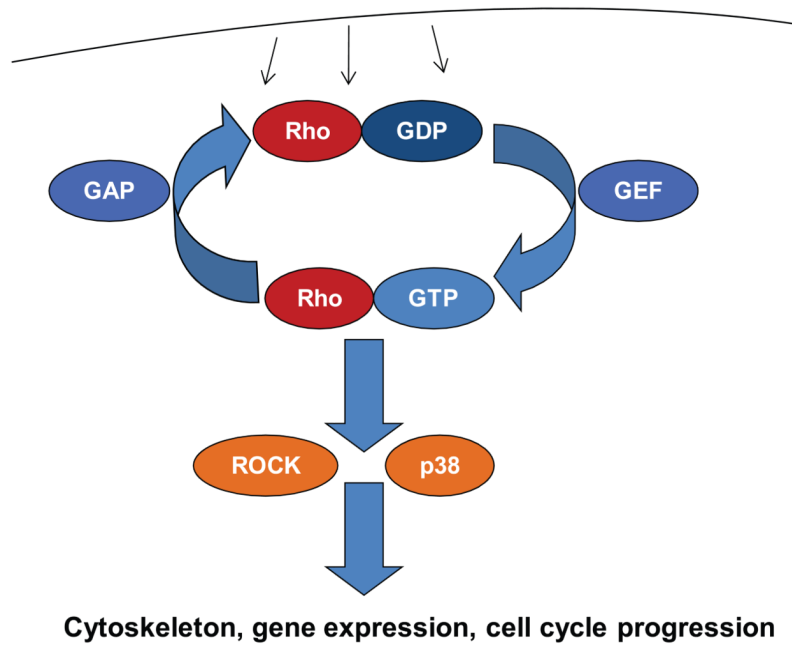 Rho GDP
GAP GEF
Rho GTP
ROCK p38
Cytoskeleton, gene expression, cell cycle progression